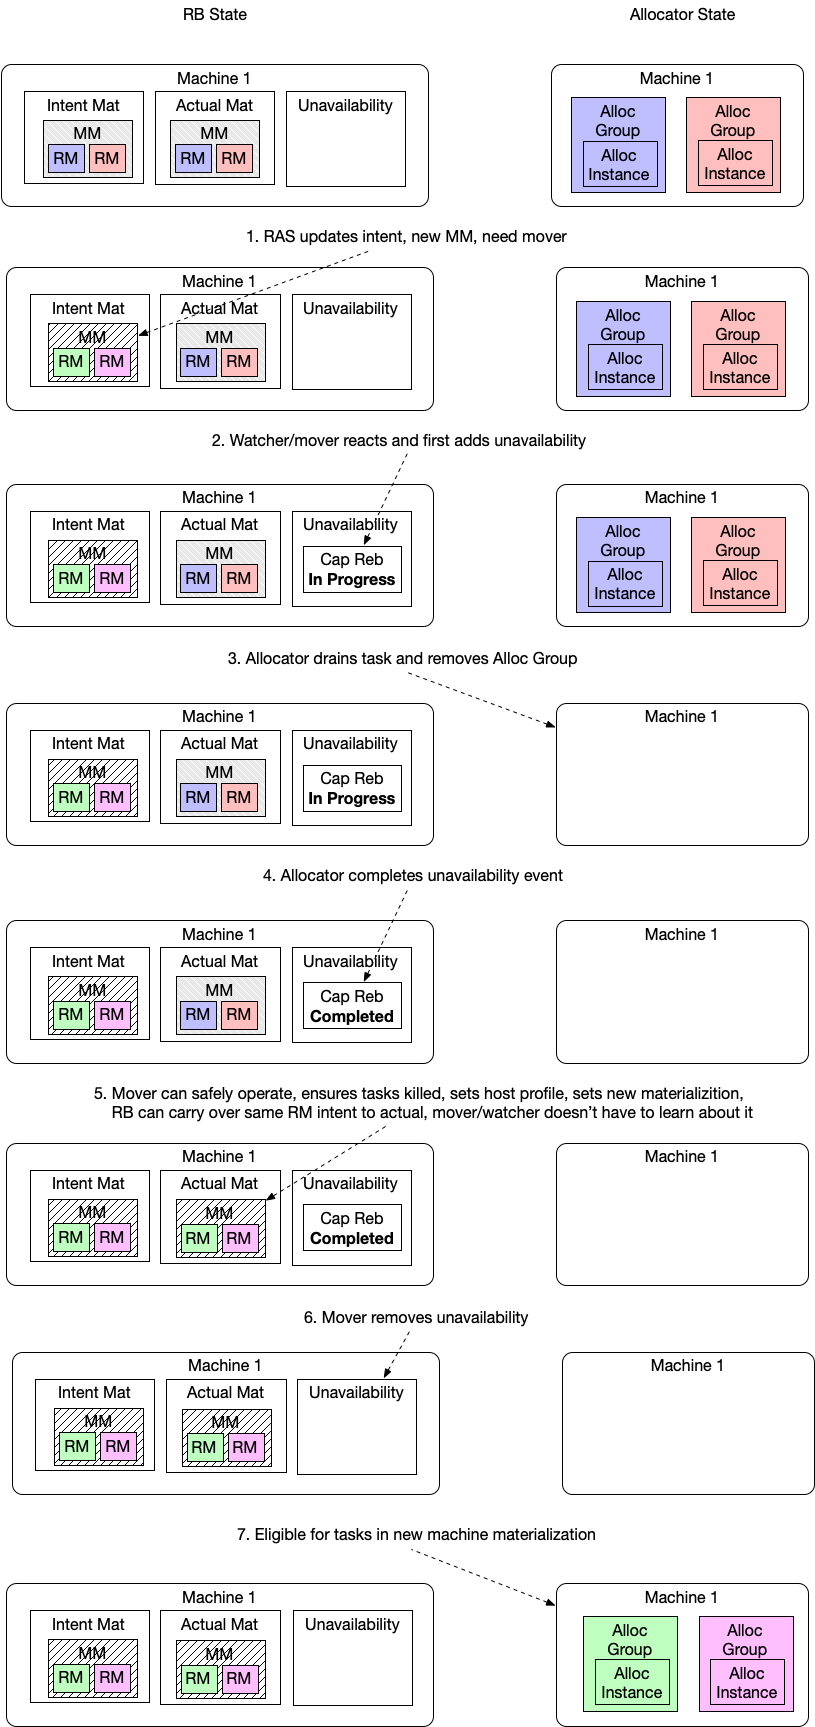 RB State
Allocator State
Machine 1
Intent Mat
Actual Mat
Unavailability
MM
RM
RM
MM
RM
RM
Machine 1
Alloc
Group
Alloc
Instance
Alloc
Group
Alloc
Instance
1. RAS updates intent, new MM, need mover
Machine 1
Intent Mat
Actual Mat
Unavailability
MM
RM
RM
MM
RM
RM
Machine 1
Alloc
Group
Alloc
Instance
Alloc
Group
Alloc
Instance
2. Watcher/mover reacts and first adds unavailability
Machine 1
Intent Mat
Actual Mat
Unavailability
MM
RM
RM
MM
RM
RM
Cap Reb
In Progress
Machine 1
Alloc
Group
Alloc
Instance
Alloc
Group
Alloc
Instance
3. Allocator drains task and removes Alloc Group
Machine 1
Intent Mat
Actual Mat
Unavailability
MM
RM
RM
MM
RM
RM
Cap Reb
In Progress
Machine 1
4. Allocator completes unavailability event
Machine 1
Intent Mat
Actual Mat
Unavailability
MM
RM
RM
MM
RM
RM
Cap Reb
Completed
Machine 1
5. Mover can safely operate, ensures tasks killed, sets host profile, sets new materializition,
RB can carry over same RM intent to actual, mover/watcher doesn't have to learn about it
Machine 1
Intent Mat
Actual Mat
Unavailability
MM
RM
RM
MM
RM
RM
Cap Reb
Completed
Machine 1
6. Mover removes unavailability
Machine 1
Intent Mat
Actual Mat
Unavailability
MM
RM
RM
MM
RM
RM
Machine 1
7. Eligible for tasks in new machine materialization
Machine 1
Intent Mat
Actual Mat
Unavailability
MM
RM
RM
MM
RM
RM
Machine 1
Alloc
Group
Alloc
Instance
Alloc
Group
Alloc
Instance